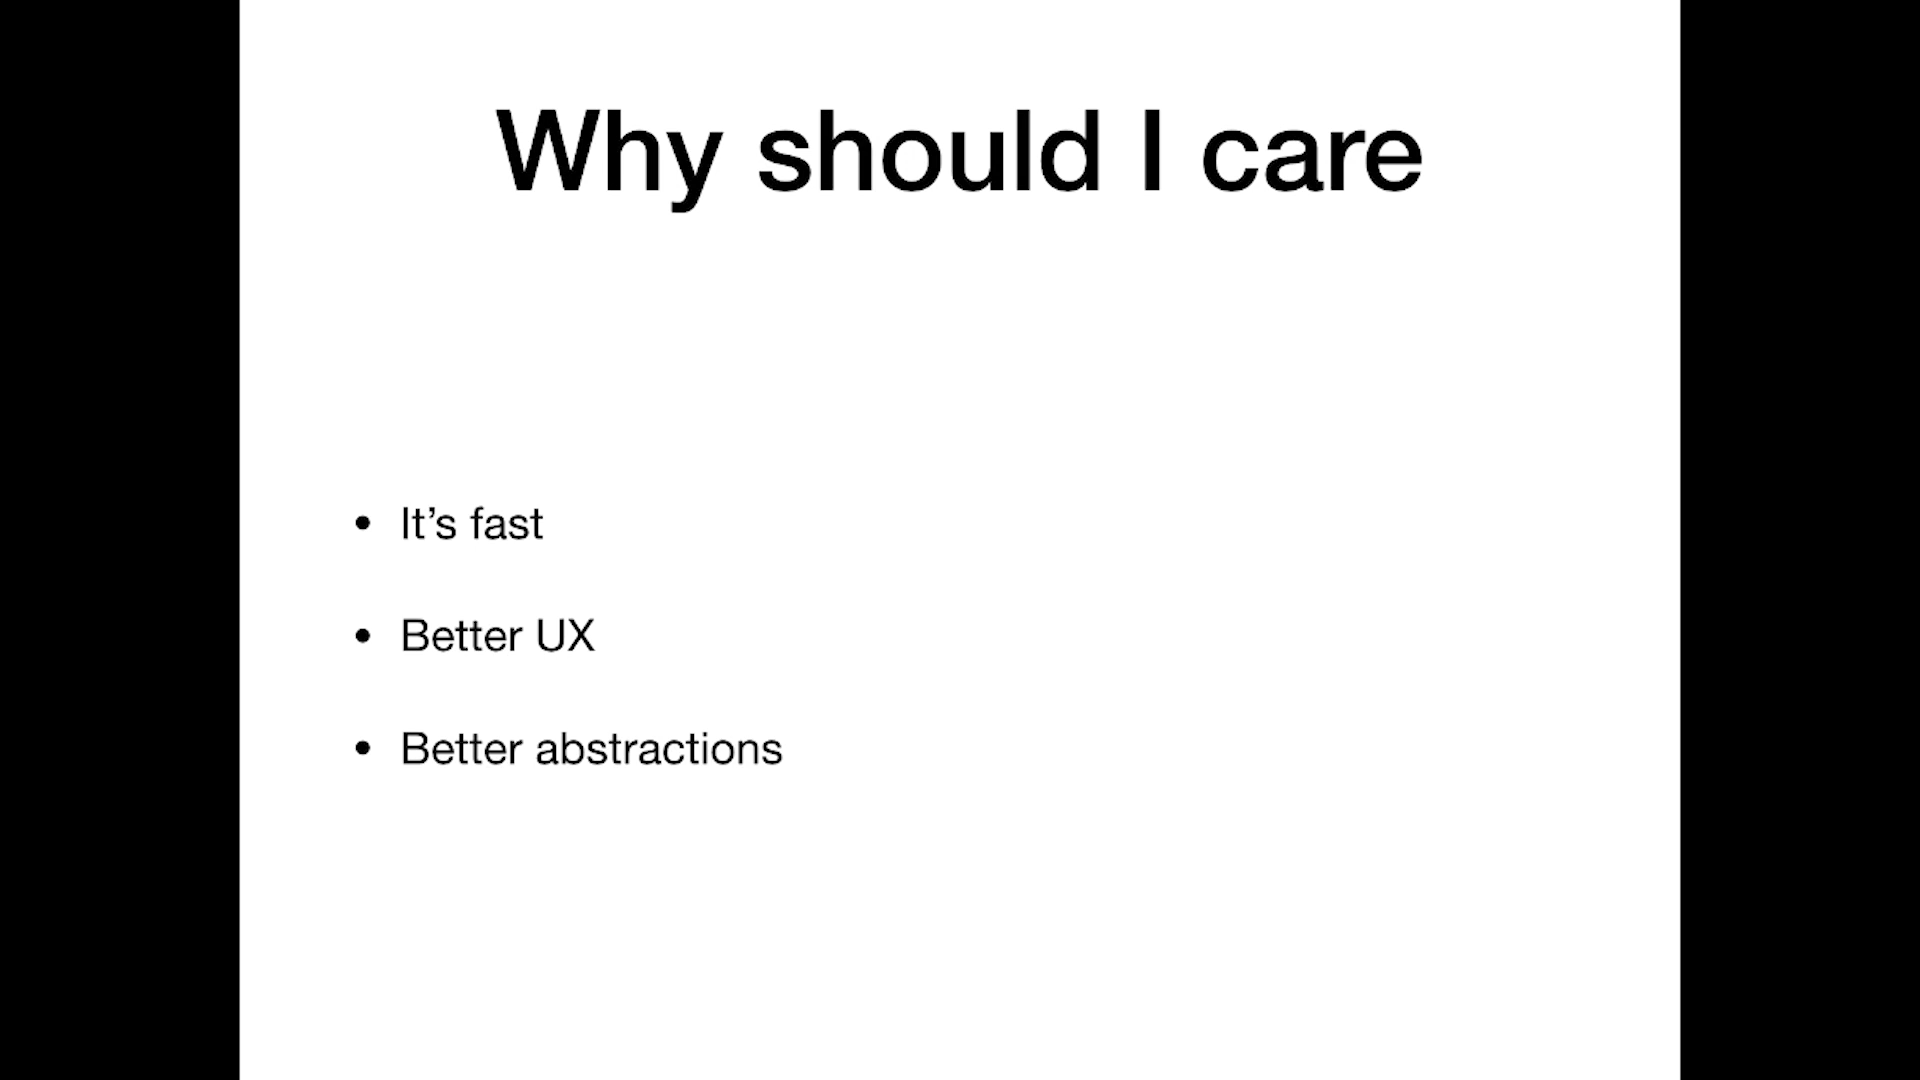 Why should I care
• It’s fast
• Better UX
• Better abstractions